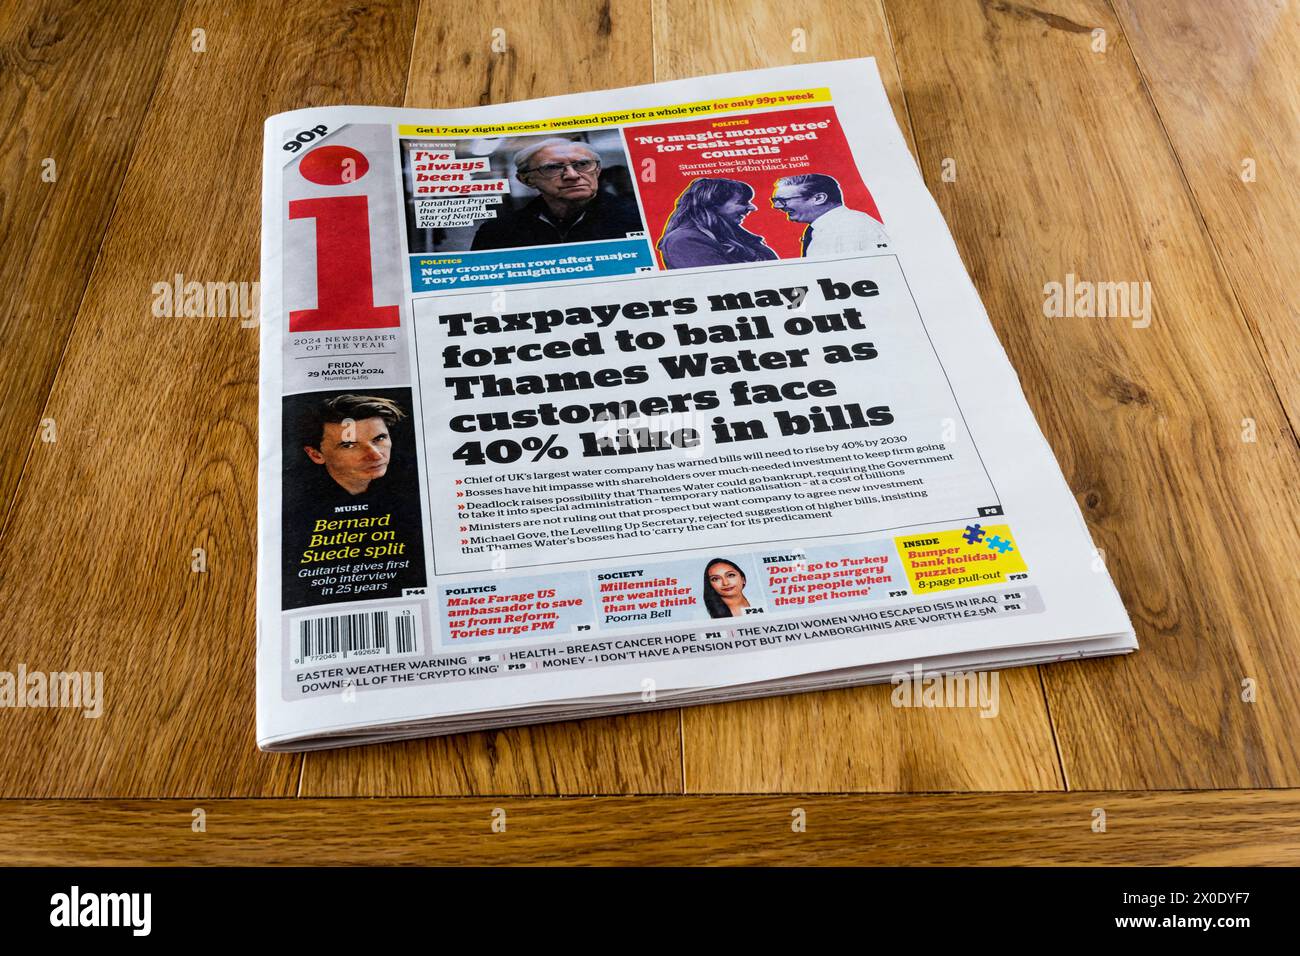 90p
i
2024 NEWSPAPER
OF THE YEAR
FRIDAY
29 MARCH 2024
Number 4,165
Get i 7-day digital access + iweekend paper for a whole year for only 99p a week
INTERVIEW
I've
always
been
arrogant
Jonathan Pryce,
the reluctant
star of Netflix's
No 1 show
P41
POLITICS
'No magic money tree'
for cash-strapped
councils
Starmer backs Rayner – and
warns over £4bn black hole
P6
POLITICS
New cronyism row after major
Tory donor knighthood
Taxpayers may be
forced to bail out
Thames Water as
customers face
40% hike in bills
» Chief of UK's largest water company has warned bills will need to rise by 40% by 2030
» Bosses have hit impasse with shareholders over much-needed investment to keep firm going
» Deadlock raises possibility that Thames Water could go bankrupt, requiring the Government
to take it into special administration – temporary nationalisation – at a cost of billions
» Ministers are not ruling out that prospect but want company to agree new investment
» Michael Gove, the Levelling Up Secretary, rejected suggestion of higher bills, insisting
that Thames Water's bosses had to 'carry the can' for its predicament
P8
MUSIC
Bernard
Butler on
Suede split
Guitarist gives first
solo interview
in 25 years
P44
POLITICS
Make Farage US
ambassador to save
us from Reform,
Tories urge PM
P9
SOCIETY
Millennials
are wealthier
than we think
Poorna Bell
P24
HEALTH
'Don't go to Turkey
for cheap surgery
– I fix people when
they get home'
P39
INSIDE
Bumper
bank holiday
puzzles
8-page pull-out
P29
13
9 772045 492652
EASTER WEATHER WARNING P5 | HEALTH – BREAST CANCER HOPE P11 | THE YAZIDI WOMEN WHO ESCAPED ISIS IN IRAQ P15
DOWNFALL OF THE 'CRYPTO KING' P19 | MONEY – I DON'T HAVE A PENSION POT BUT MY LAMBORGHINIS ARE WORTH £2.5M P51
alamy
Image ID: 2X0DYF7
www.alamy.com